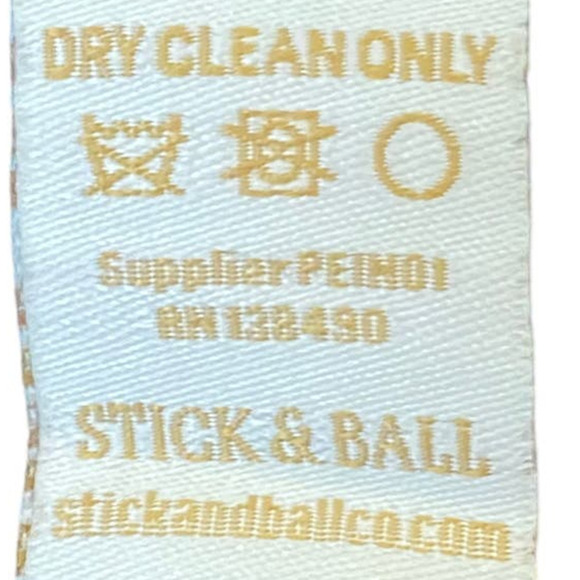 DRY CLEAN ONLY
Supplier PEIM01
RN 138490
STICK & BALL
stickandballco.com